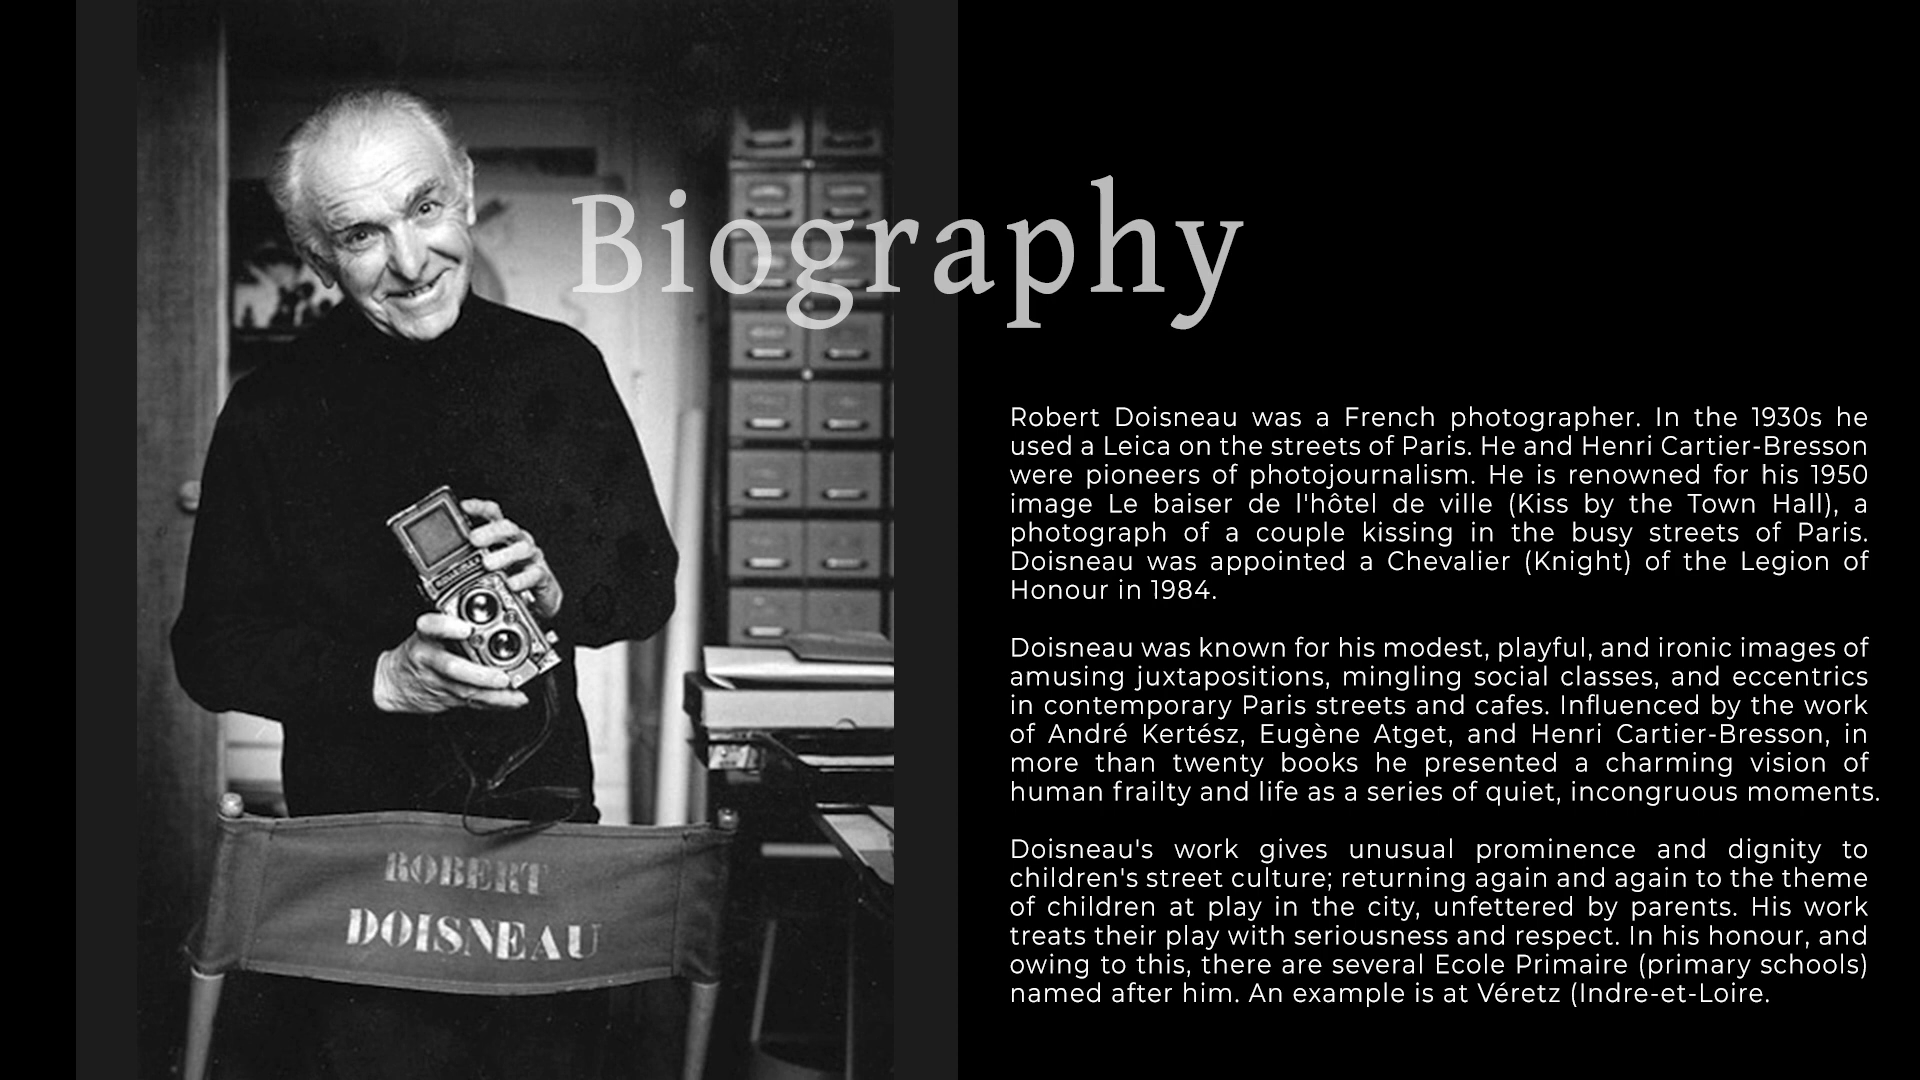 Biography
Robert Doisneau was a French photographer. In the 1930s he
used a Leica on the streets of Paris. He and Henri Cartier-Bresson
were pioneers of photojournalism. He is renowned for his 1950
image Le baiser de l'hôtel de ville (Kiss by the Town Hall), a
photograph of a couple kissing in the busy streets of Paris.
Doisneau was appointed a Chevalier (Knight) of the Legion of
Honour in 1984.
Doisneau was known for his modest, playful, and ironic images of
amusing juxtapositions, mingling social classes, and eccentrics
in contemporary Paris streets and cafes. Influenced by the work
of André Kertész, Eugène Atget, and Henri Cartier-Bresson, in
more than twenty books he presented a charming vision of
human frailty and life as a series of quiet, incongruous moments.
Doisneau's work gives unusual prominence and dignity to
children's street culture; returning again and again to the theme
of children at play in the city, unfettered by parents. His work
treats their play with seriousness and respect. In his honour, and
owing to this, there are several Ecole Primaire (primary schools)
named after him. An example is at Véretz (Indre-et-Loire.
ROBERT
DOISNEAU